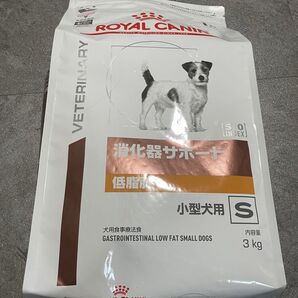 ROYAL CANIN
VETERINARY
S O
INDEX
消化器サポート
低脂肪
小型犬用 S
犬用食事療法食
GASTROINTESTINAL LOW FAT SMALL DOGS
内容量
3 kg